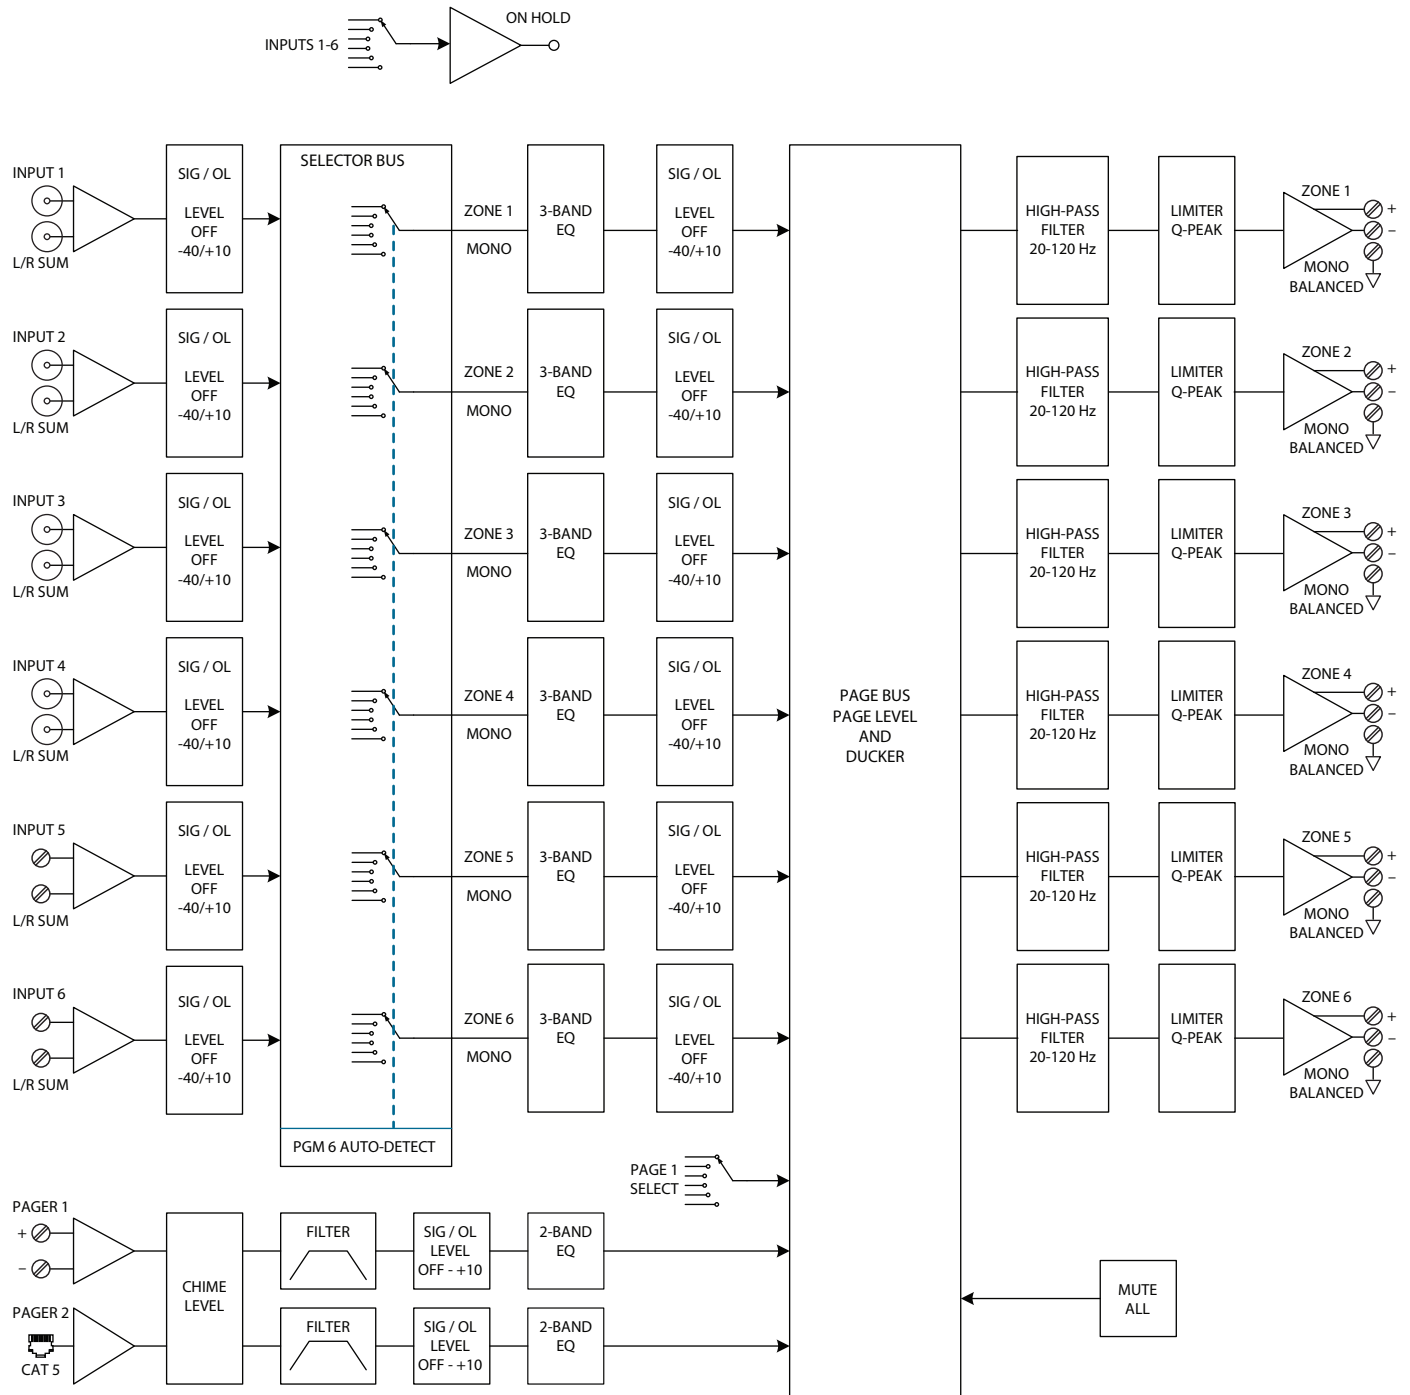 ON HOLD
INPUTS 1-6
INPUT 1
L/R SUM
SIG / OL
LEVEL
OFF
-40/+10
SELECTOR BUS
ZONE 1
MONO
3-BAND
EQ
SIG / OL
LEVEL
OFF
-40/+10
HIGH-PASS
FILTER
20-120 Hz
LIMITER
Q-PEAK
ZONE 1
+
–
MONO
BALANCED
INPUT 2
L/R SUM
SIG / OL
LEVEL
OFF
-40/+10
ZONE 2
MONO
3-BAND
EQ
SIG / OL
LEVEL
OFF
-40/+10
HIGH-PASS
FILTER
20-120 Hz
LIMITER
Q-PEAK
ZONE 2
+
–
MONO
BALANCED
INPUT 3
L/R SUM
SIG / OL
LEVEL
OFF
-40/+10
ZONE 3
MONO
3-BAND
EQ
SIG / OL
LEVEL
OFF
-40/+10
HIGH-PASS
FILTER
20-120 Hz
LIMITER
Q-PEAK
ZONE 3
+
–
MONO
BALANCED
INPUT 4
L/R SUM
SIG / OL
LEVEL
OFF
-40/+10
ZONE 4
MONO
3-BAND
EQ
SIG / OL
LEVEL
OFF
-40/+10
PAGE BUS
PAGE LEVEL
AND
DUCKER
HIGH-PASS
FILTER
20-120 Hz
LIMITER
Q-PEAK
ZONE 4
+
–
MONO
BALANCED
INPUT 5
L/R SUM
SIG / OL
LEVEL
OFF
-40/+10
ZONE 5
MONO
3-BAND
EQ
SIG / OL
LEVEL
OFF
-40/+10
HIGH-PASS
FILTER
20-120 Hz
LIMITER
Q-PEAK
ZONE 5
+
–
MONO
BALANCED
INPUT 6
L/R SUM
SIG / OL
LEVEL
OFF
-40/+10
ZONE 6
MONO
3-BAND
EQ
SIG / OL
LEVEL
OFF
-40/+10
HIGH-PASS
FILTER
20-120 Hz
LIMITER
Q-PEAK
ZONE 6
+
–
MONO
BALANCED
PGM 6 AUTO-DETECT
PAGE 1
SELECT
PAGER 1
+
–
CHIME
LEVEL
FILTER
SIG / OL
LEVEL
OFF - +10
2-BAND
EQ
MUTE
ALL
PAGER 2
CAT 5
FILTER
SIG / OL
LEVEL
OFF - +10
2-BAND
EQ